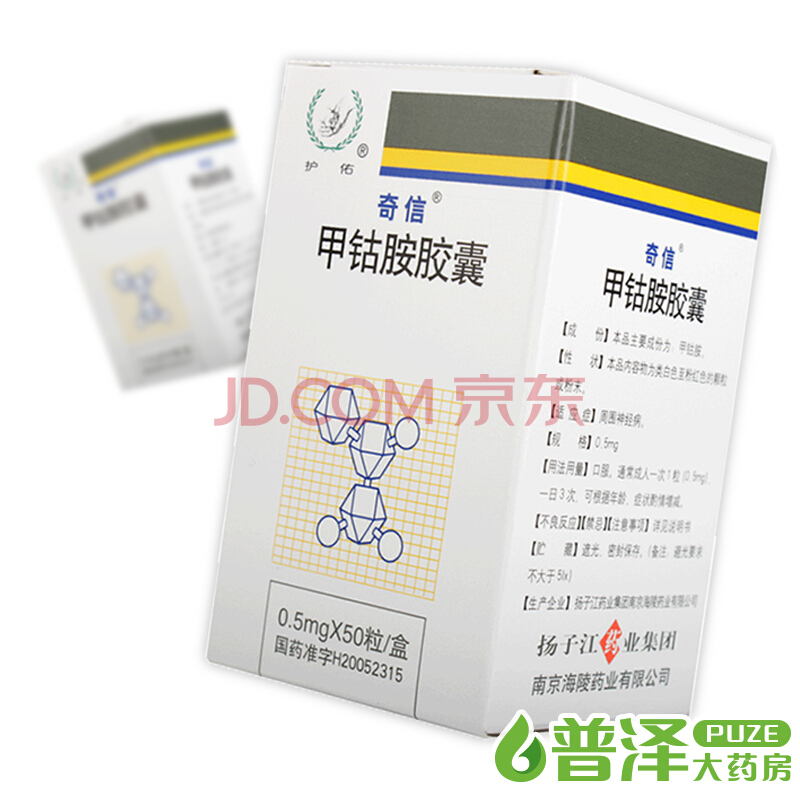 护佑®
奇信®
甲钴胺胶囊
0.5mgX50粒/盒
国药准字H20052315
奇信®
甲钴胺胶囊
【成 份】本品主要成份为:甲钴胺。
【性 状】本品内容物为类白色至粉红色的颗粒
或粉末。
【适应症】周围神经病。
【规 格】0.5mg
【用法用量】口服。通常成人一次1粒(0.5mg),
一日3次,可根据年龄、症状酌情增减。
【不良反应】【禁忌】【注意事项】详见说明书
【贮 藏】遮光,密封保存。(备注:避光要求
不大于5lx)
【生产企业】扬子江药业集团南京海陵药业有限公司
扬子江药业集团
南京海陵药业有限公司
奇信
甲钴胺胶囊
JD.COM 京东
普泽
PUZE
大药房